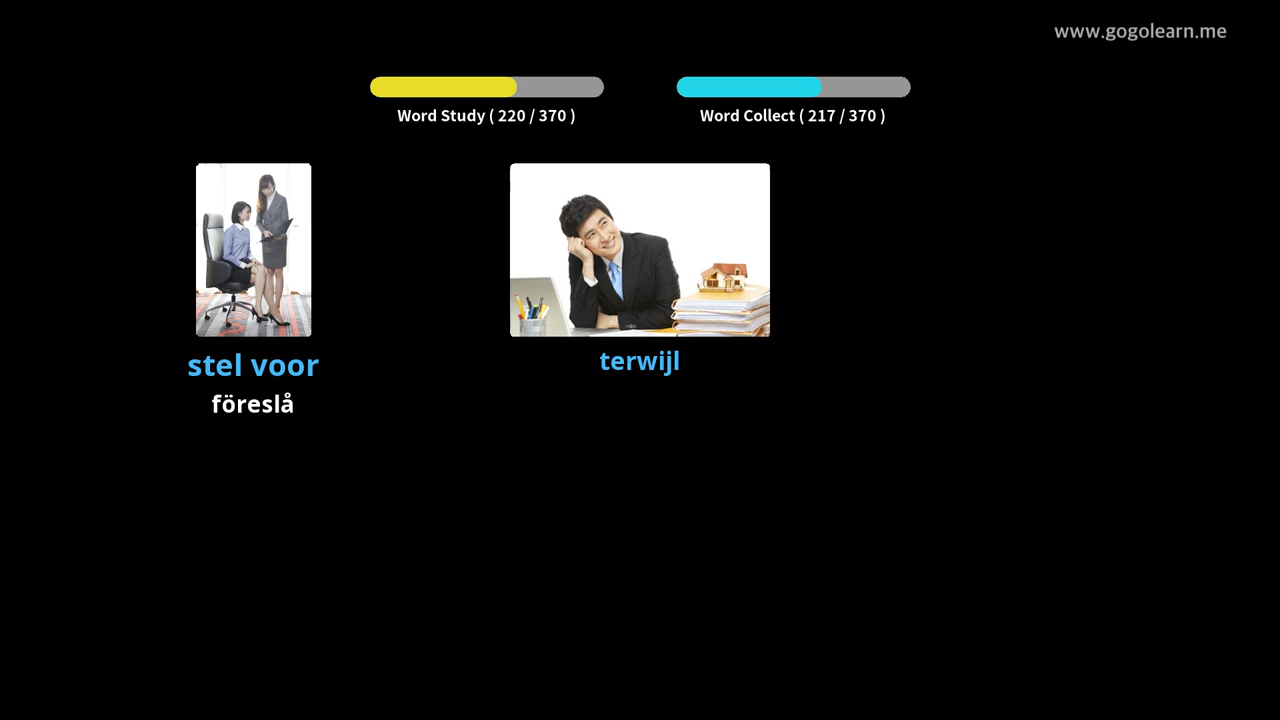 www.gogolearn.me
Word Study ( 220 / 370 )
Word Collect ( 217 / 370 )
stel voor
föreslå
terwijl